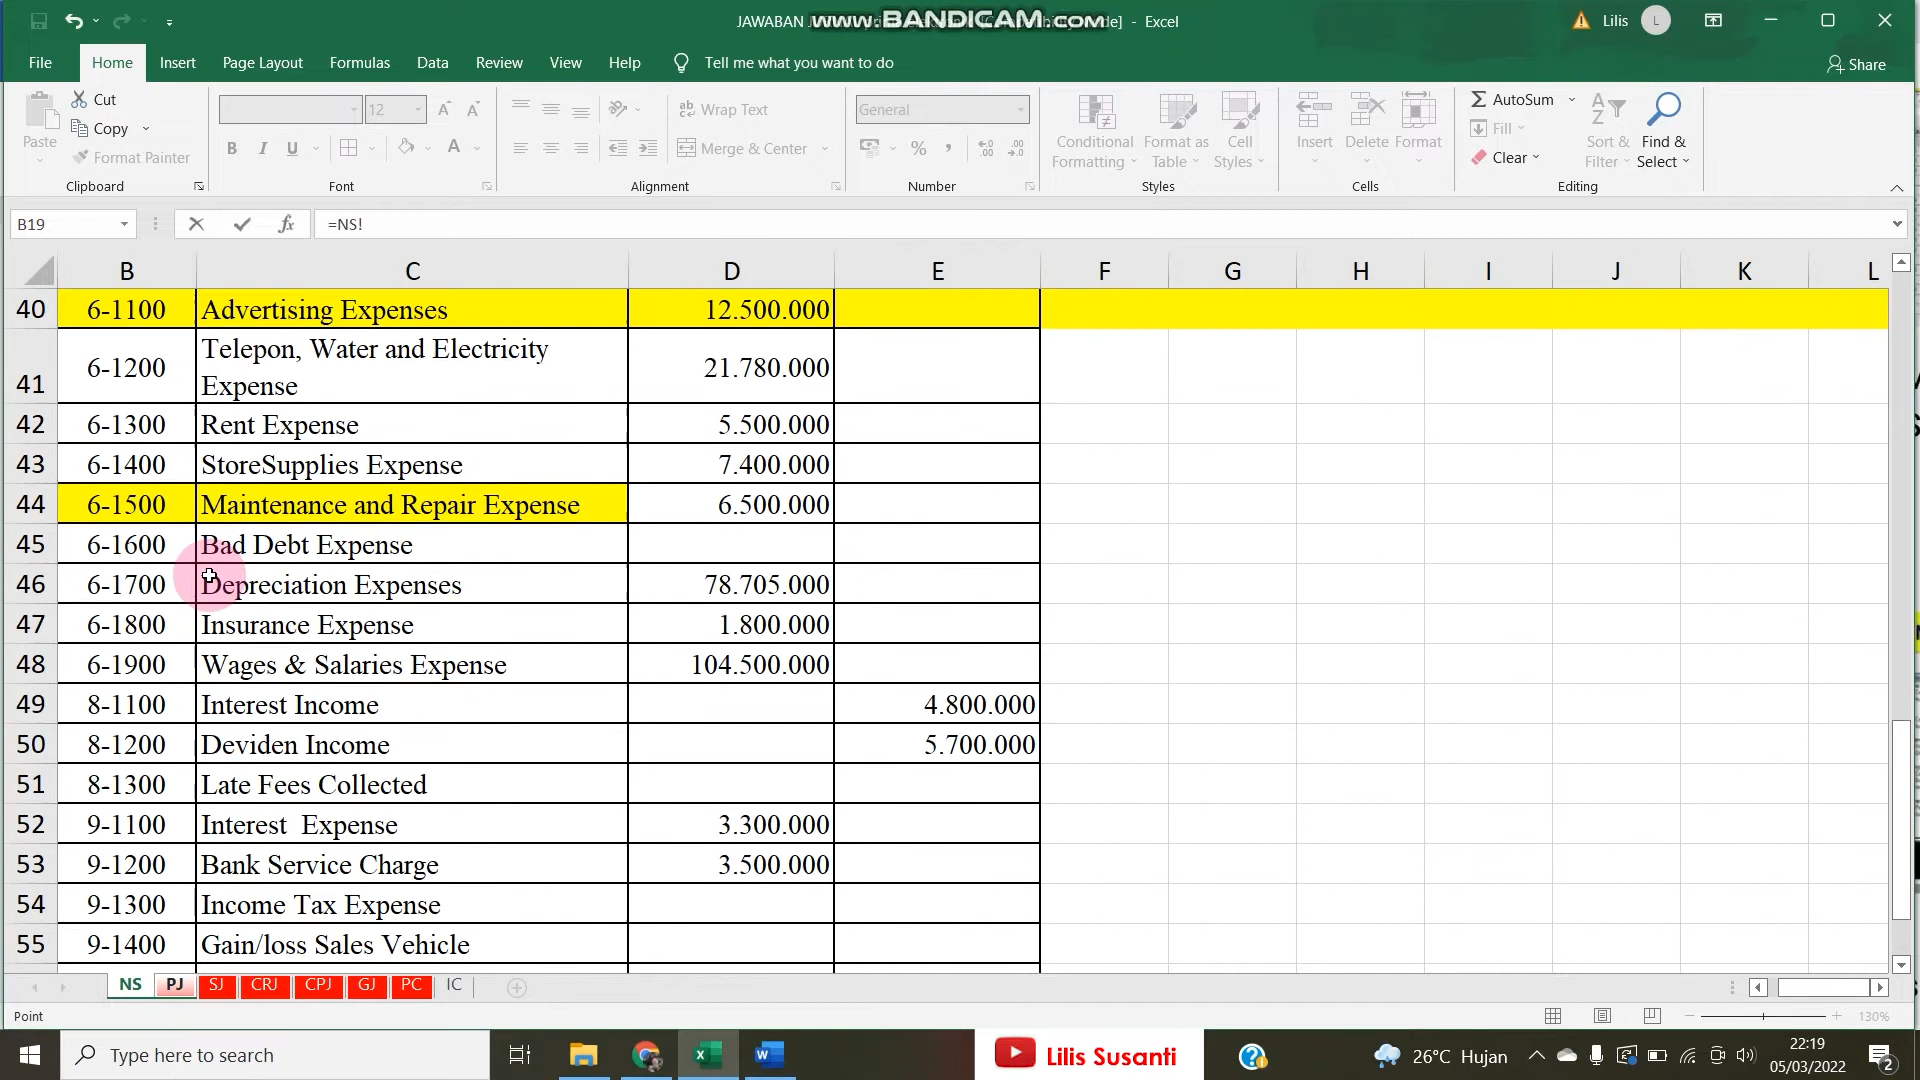 www.BANDICAM.com
JAWABAN - Excel
Lilis L
File Home Insert Page Layout Formulas Data Review View Help Tell me what you want to do Share
Paste Cut Copy Format Painter
12
B I U A
ab Wrap Text
Merge & Center
General
% ,
Conditional Formatting
Format as Table
Cell Styles
Insert Delete Format
AutoSum
Fill
Clear
Sort & Filter
Find & Select
Clipboard Font Alignment Number Styles Cells Editing
B19 fx =NS!
B C D E F G H I J K L
40 6-1100 Advertising Expenses 12.500.000
41 6-1200 Telepon, Water and Electricity Expense 21.780.000
42 6-1300 Rent Expense 5.500.000
43 6-1400 StoreSupplies Expense 7.400.000
44 6-1500 Maintenance and Repair Expense 6.500.000
45 6-1600 Bad Debt Expense
46 6-1700 Depreciation Expenses 78.705.000
47 6-1800 Insurance Expense 1.800.000
48 6-1900 Wages & Salaries Expense 104.500.000
49 8-1100 Interest Income 4.800.000
50 8-1200 Deviden Income 5.700.000
51 8-1300 Late Fees Collected
52 9-1100 Interest Expense 3.300.000
53 9-1200 Bank Service Charge 3.500.000
54 9-1300 Income Tax Expense
55 9-1400 Gain/loss Sales Vehicle
NS PJ SJ CRJ CPJ GJ PC IC
Point 130%
Type here to search
Lilis Susanti
26°C Hujan
22:19
05/03/2022
2